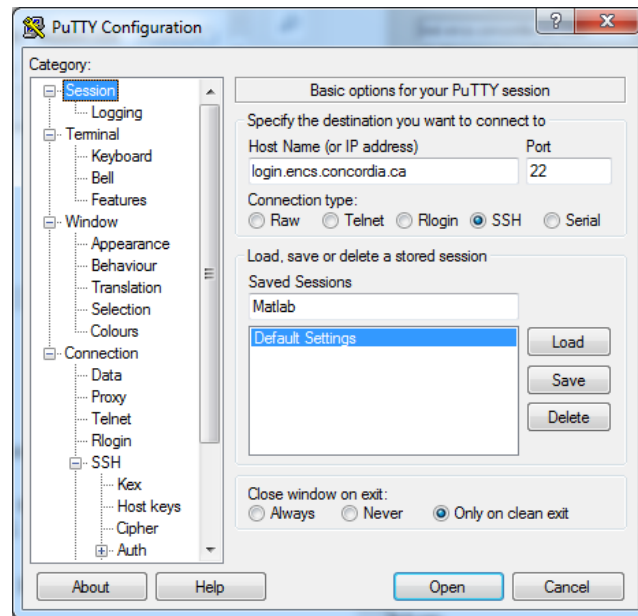 PuTTY Configuration
Category:
Session
Logging
Terminal
Keyboard
Bell
Features
Window
Appearance
Behaviour
Translation
Selection
Colours
Connection
Data
Proxy
Telnet
Rlogin
SSH
Kex
Host keys
Cipher
Auth
Basic options for your PuTTY session
Specify the destination you want to connect to
Host Name (or IP address) Port
login.encs.concordia.ca 22
Connection type:
Raw Telnet Rlogin SSH Serial
Load, save or delete a stored session
Saved Sessions
Matlab
Default Settings
Load
Save
Delete
Close window on exit:
Always Never Only on clean exit
About Help Open Cancel